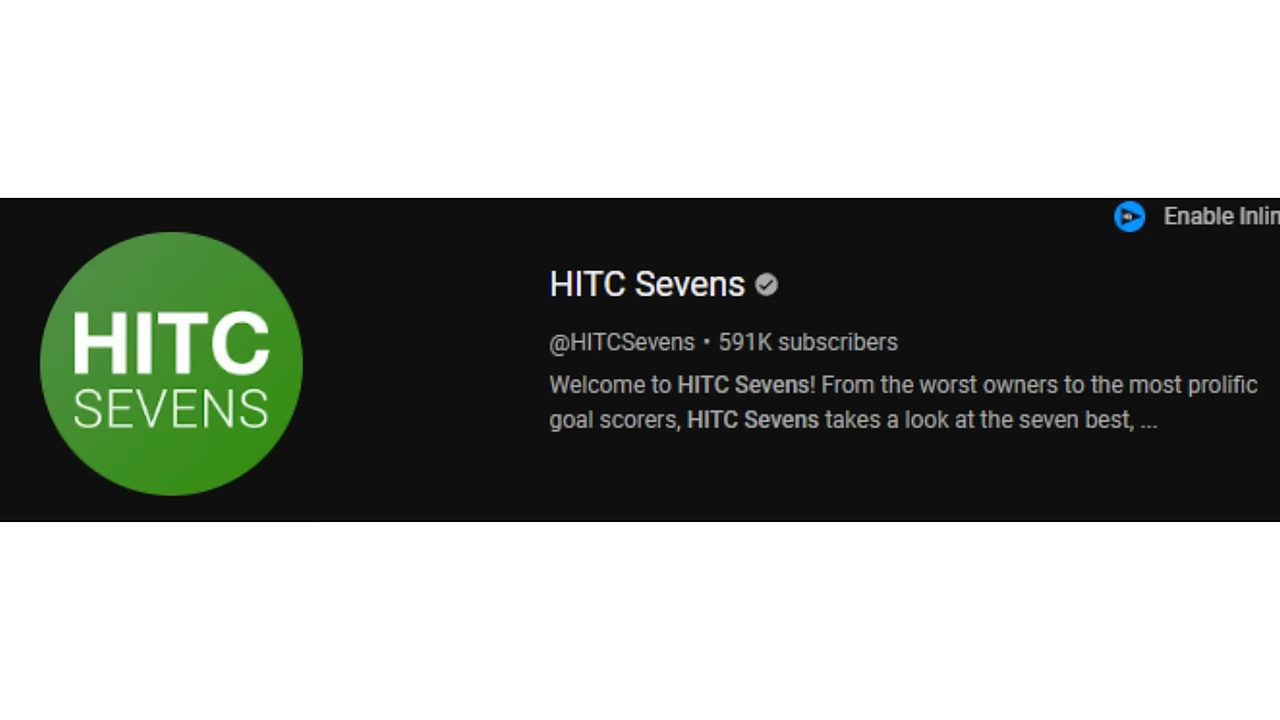 Enable Inlin
HITC
SEVENS
HITC Sevens
@HITCSevens • 591K subscribers
Welcome to HITC Sevens! From the worst owners to the most prolific
goal scorers, HITC Sevens takes a look at the seven best, ...